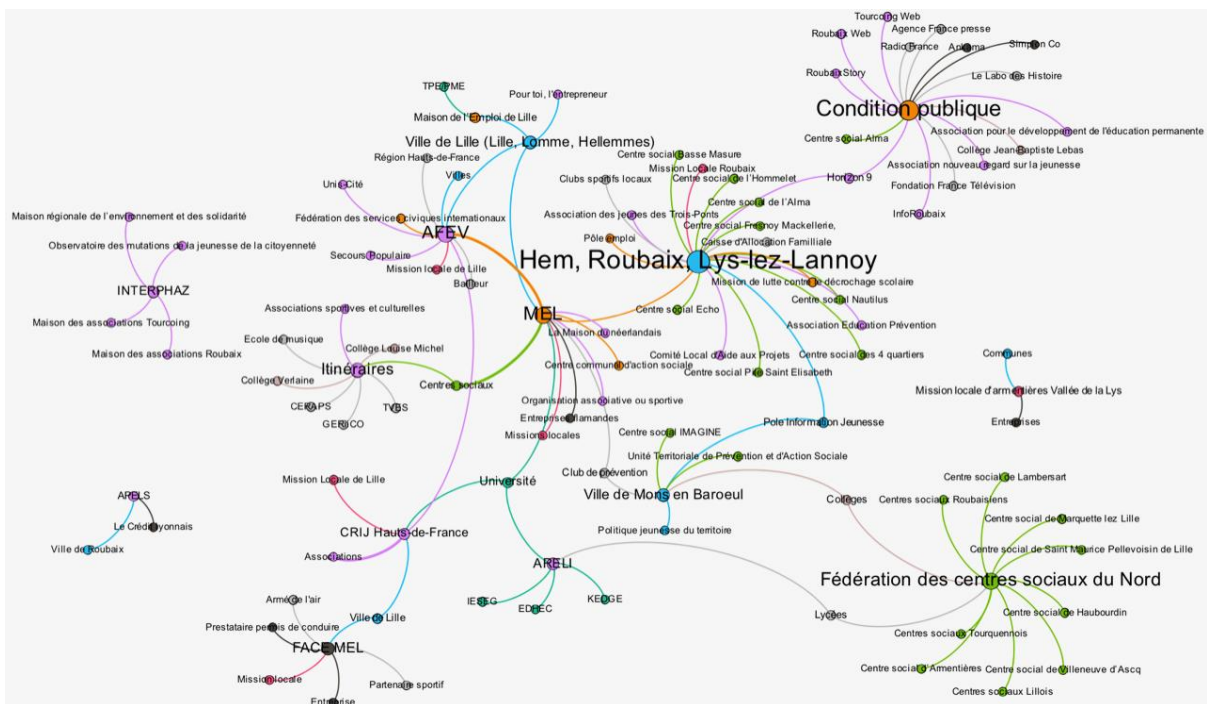 Tourcoing Web
Roubaix Web
Agence France presse
Radio France
Ankama
Simplon Co
RoubaixStory
Le Labo des Histoire
TPE/PME
Pour toi, l'entrepreneur
Condition publique
Maison de l'Emploi de Lille
Association pour le développement de l'éducation permanente
Centre social Alma
Ville de Lille (Lille, Lomme, Hellemmes)
Collège Jean-Baptiste Lebas
Région Hauts-de-France
Centre social Basse Masure
Association nouveau regard sur la jeunesse
Mission Locale Roubaix
Villes
Clubs sportifs locaux
Centre social de l'Hommelet
Horizon 9
Fondation France Télévision
Unis-Cité
Centre social de l'Alma
Maison régionale de l'environnement et des solidarité
Fédération des services civiques internationaux
Association des jeunes des Trois-Ponts
InfoRoubaix
Centre social Fresnoy Mackellerie,
AFEV
Pôle emploi
Caisse d'Allocation Familliale
Observatoire des mutations de la jeunesse de la citoyenneté
Secours Populaire
Hem, Roubaix, Lys-lez-Lannoy
Mission locale de Lille
Bailleur
Mission de lutte contre le décrochage scolaire
INTERPHAZ
Centre social Nautilus
Associations sportives et culturelles
MEL
Centre social Echo
Maison des associations Tourcoing
Association Education Prévention
La Maison du néerlandais
Ecole de musique
Collège Louise Michel
Maison des associations Roubaix
Comité Local d'Aide aux Projets
Centre social des 4 quartiers
Communes
Centre communal d'action sociale
Itinéraires
Centre social Pile Saint Elisabeth
Collège Verlaine
Centres sociaux
Mission locale d'armentières Vallée de la Lys
Organisation associative ou sportive
CERAPS
TVES
GERiCO
Entreprises flamandes
Entreprises
Pole Information Jeunesse
Missions locales
Centre social IMAGINE
Unité Territoriale de Prévention et d'Action Sociale
Club de prévention
Mission Locale de Lille
Université
Centre social de Lambersart
APELS
Ville de Mons en Baroeul
Collèges
Centres sociaux Roubaisiens
Centre social de Marquette lez Lille
Le Crédit lyonnais
Politique jeunesse du territoire
CRIJ Hauts-de-France
Ville de Roubaix
Centre social de Saint Maurice Pellevoisin de Lille
Associations
ARELI
Fédération des centres sociaux du Nord
Armé de l'air
IESEG
EDHEC
KEDGE
Centre social de Haubourdin
Ville de Lille
Lycées
Prestataire permis de conduire
Centres sociaux Tourquennois
FACE MEL
Centre social d'Armentières
Centre social de Villeneuve d'Ascq
Mission locale
Partenaire sportif
Centres sociaux Lillois
Entreprise